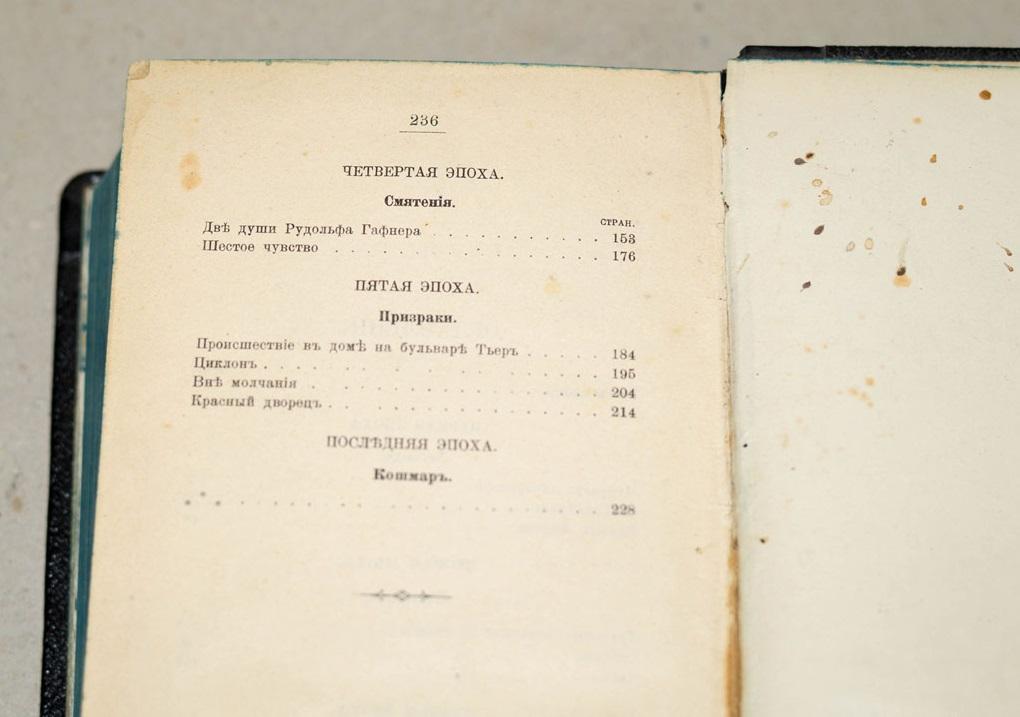 236
ЧЕТВЕРТАЯ ЭПОХА.
Смятенія.
СТРАН.
Двѣ души Рудольфа Гафнера . . . . . . . . . . 153
Шестое чувство . . . . . . . . . . . . . . . 176
ПЯТАЯ ЭПОХА.
Призраки.
Происшествіе въ домѣ на бульварѣ Тьеръ . . . . . 184
Циклонъ . . . . . . . . . . . . . . . . . . 195
Внѣ молчанія . . . . . . . . . . . . . . . . 204
Красный дворецъ . . . . . . . . . . . . . . . 214
ПОСЛѢДНЯЯ ЭПОХА.
Кошмаръ.
* * * . . . . . . . . . . . . . . . . . . . 228